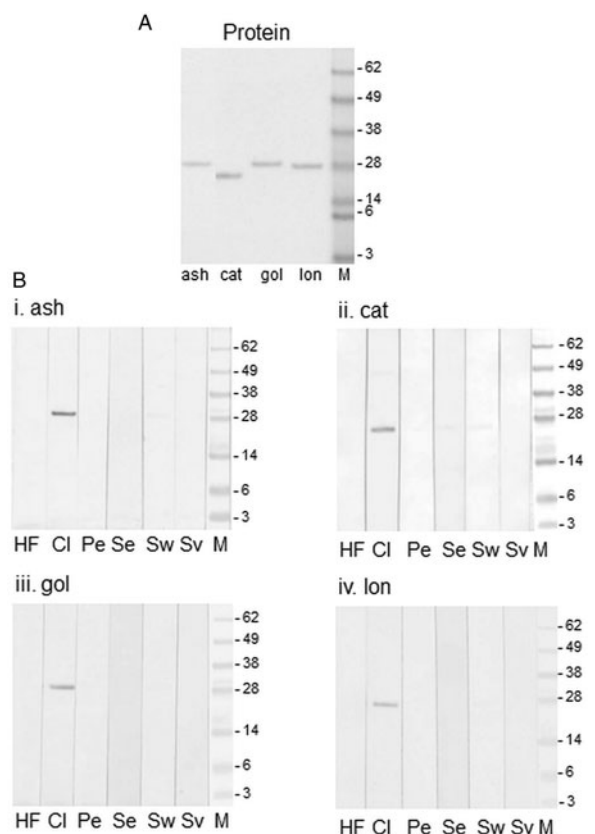 A
Protein
-62
-49
-38
-28
-14
-6
-3
ash cat gol lon M
B
i. ash
-62
-49
-38
-28
-14
-6
-3
HF Cl Pe Se Sw Sv M
ii. cat
-62
-49
-38
-28
-14
-6
-3
HF Cl Pe Se Sw Sv M
iii. gol
-62
-49
-38
-28
-14
-6
-3
HF Cl Pe Se Sw Sv M
iv. lon
-62
-49
-38
-28
-14
-6
-3
HF Cl Pe Se Sw Sv M